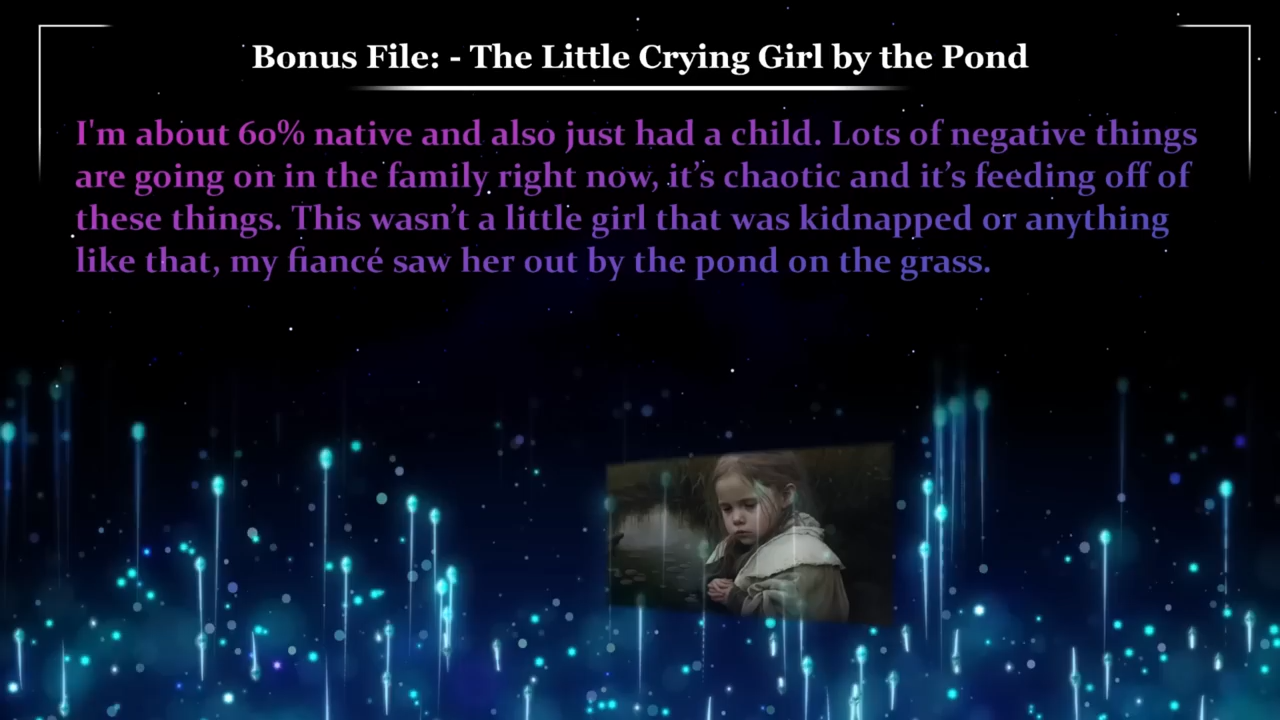 Bonus File: - The Little Crying Girl by the Pond
I'm about 60% native and also just had a child. Lots of negative things
are going on in the family right now, it’s chaotic and it’s feeding off of
these things. This wasn’t a little girl that was kidnapped or anything
like that, my fiancé saw her out by the pond on the grass.